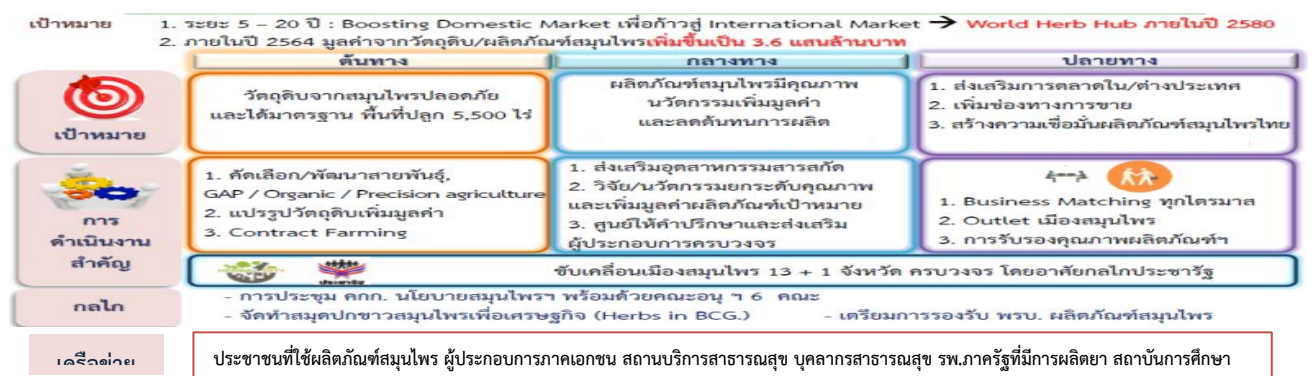 เป้าหมาย 1. ระยะ 5 – 20 ปี : Boosting Domestic Market เพื่อก้าวสู่ International Market → World Herb Hub ภายในปี 2580
2. ภายในปี 2564 มูลค่าจากวัตถุดิบ/ผลิตภัณฑ์สมุนไพรเพิ่มขึ้นเป็น 3.6 แสนล้านบาท
ต้นทาง
กลางทาง
ปลายทาง
เป้าหมาย
วัตถุดิบจากสมุนไพรปลอดภัย
และได้มาตรฐาน พื้นที่ปลูก 5,500 ไร่
ผลิตภัณฑ์สมุนไพรมีคุณภาพ
นวัตกรรมเพิ่มมูลค่า
และลดต้นทุนการผลิต
1. ส่งเสริมการตลาดใน/ต่างประเทศ
2. เพิ่มช่องทางการขาย
3. สร้างความเชื่อมั่นผลิตภัณฑ์สมุนไพรไทย
การ
ดำเนินงาน
สำคัญ
1. คัดเลือก/พัฒนาสายพันธุ์,
GAP / Organic / Precision agriculture
2. แปรรูปวัตถุดิบเพิ่มมูลค่า
3. Contract Farming
1. ส่งเสริมอุตสาหกรรมสารสกัด
2. วิจัย/นวัตกรรมยกระดับคุณภาพ
และเพิ่มมูลค่าผลิตภัณฑ์เป้าหมาย
3. ศูนย์ให้คำปรึกษาและส่งเสริม
ผู้ประกอบการครบวงจร
1. Business Matching ทุกไตรมาส
2. Outlet เมืองสมุนไพร
3. การรับรองคุณภาพผลิตภัณฑ์ฯ
ประชารัฐ
ขับเคลื่อนเมืองสมุนไพร 13 + 1 จังหวัด ครบวงจร โดยอาศัยกลไกประชารัฐ
กลไก
- การประชุม คกก. นโยบายสมุนไพรฯ พร้อมด้วยคณะอนุ ฯ 6 คณะ
- จัดทำสมุดปกขาวสมุนไพรเพื่อเศรษฐกิจ (Herbs in BCG.) - เตรียมการรองรับ พรบ. ผลิตภัณฑ์สมุนไพร
เครือข่าย
ประชาชนที่ใช้ผลิตภัณฑ์สมุนไพร ผู้ประกอบการภาคเอกชน สถานบริการสาธารณสุข บุคลากรสาธารณสุข รพ.ภาครัฐที่มีการผลิตยา สถาบันการศึกษา